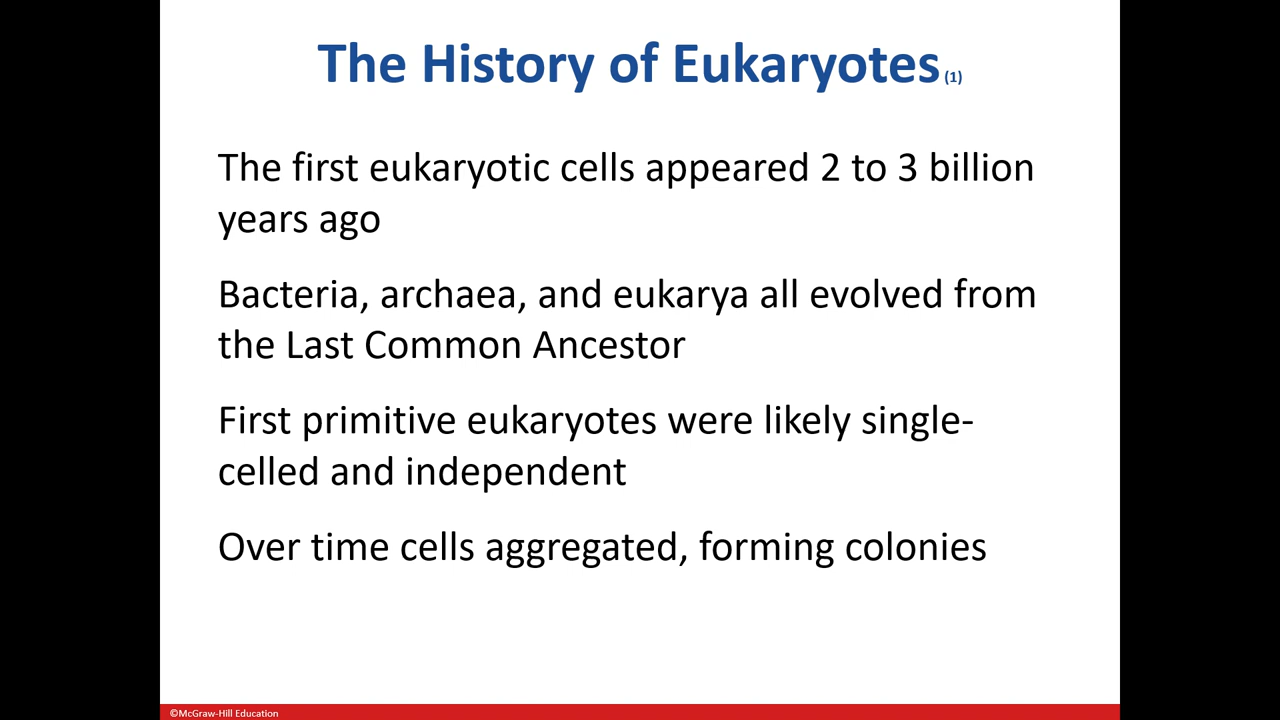 The History of Eukaryotes (1)
The first eukaryotic cells appeared 2 to 3 billion
years ago
Bacteria, archaea, and eukarya all evolved from
the Last Common Ancestor
First primitive eukaryotes were likely single-
celled and independent
Over time cells aggregated, forming colonies
©McGraw-Hill Education